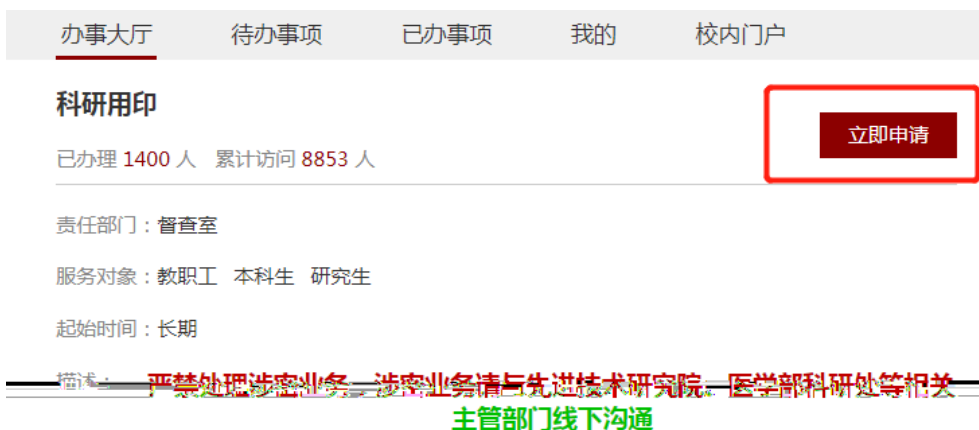 办事大厅 待办事项 已办事项 我的 校内门户
科研用印
立即申请
已办理 1400 人 累计访问 8853 人
责任部门：督查室
服务对象：教职工 本科生 研究生
起始时间：长期
描述： 严禁处理涉密业务，涉密业务请与先进技术研究院、医学部科研处等相关
主管部门线下沟通